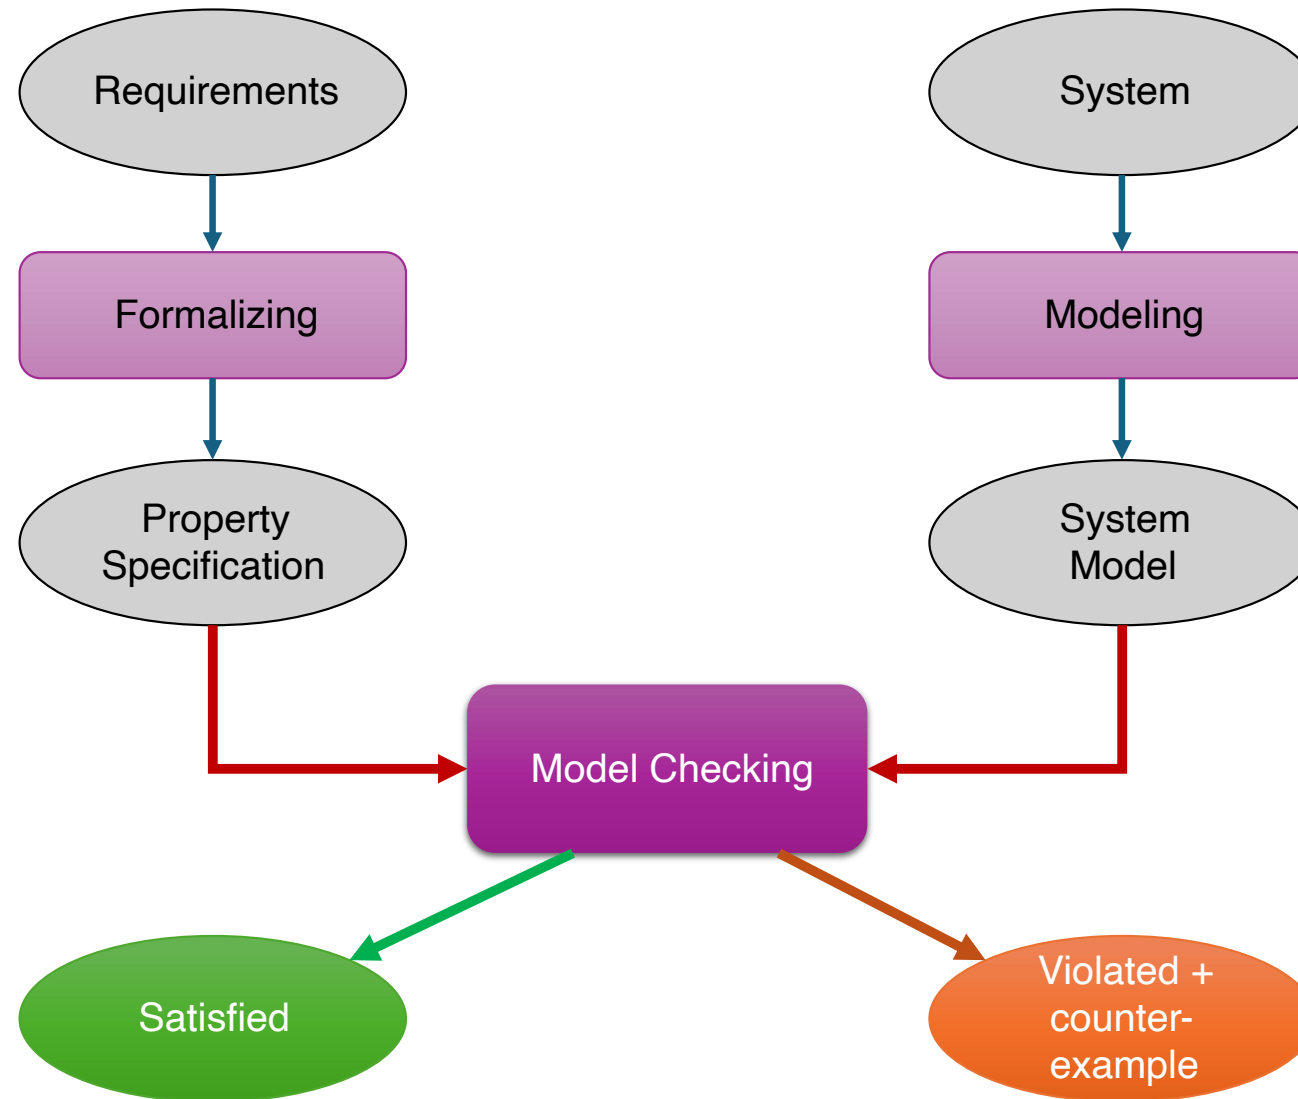 Requirements
System
Formalizing
Modeling
Property
Specification
System
Model
Model Checking
Satisfied
Violated +
counter-
example